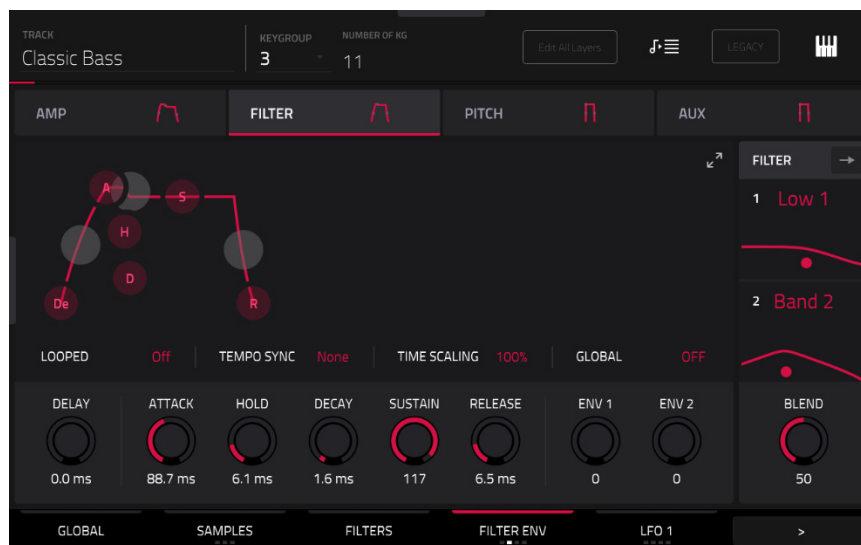 TRACK KEYGROUP NUMBER OF KG
Classic Bass 3 11 Edit All Layers LEGACY
AMP FILTER PITCH AUX
FILTER
A S
1 Low 1
H
D
De R
2 Band 2
LOOPED Off TEMPO SYNC None TIME SCALING 100% GLOBAL OFF
DELAY ATTACK HOLD DECAY SUSTAIN RELEASE ENV 1 ENV 2 BLEND
0.0 ms 88.7 ms 6.1 ms 1.6 ms 117 6.5 ms 0 0 50
GLOBAL SAMPLES FILTERS FILTER ENV LFO 1 >